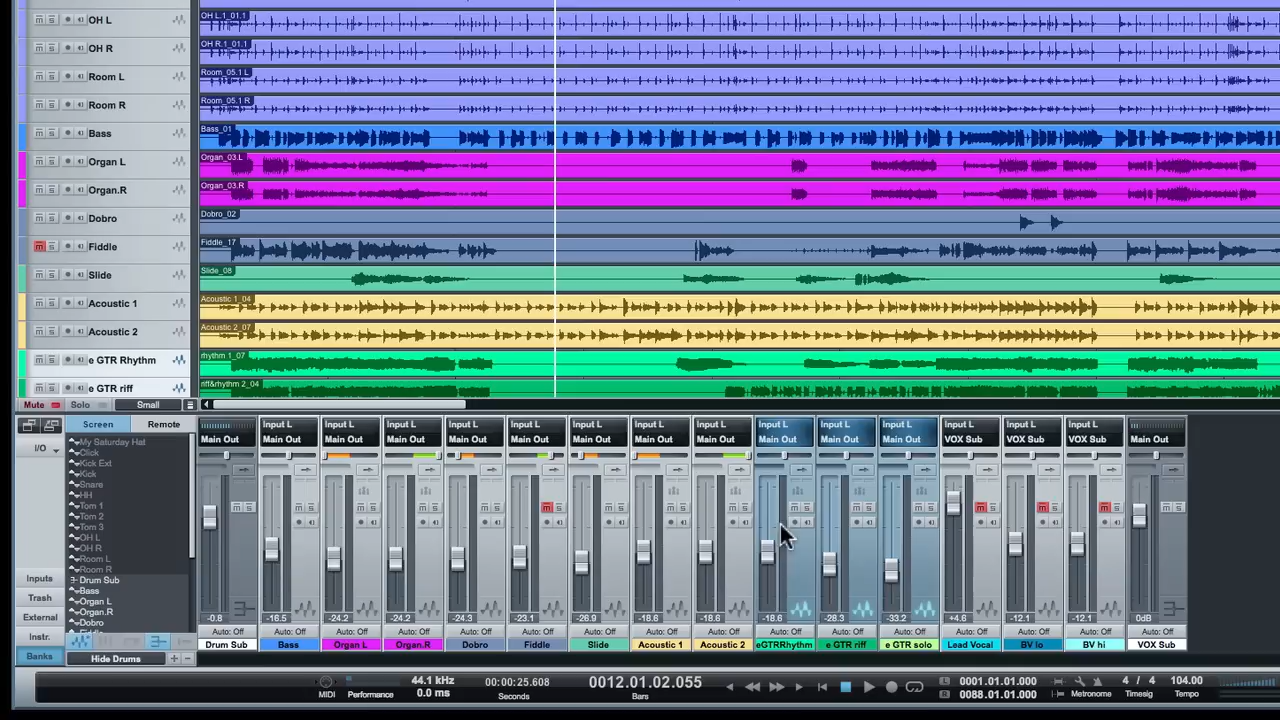 OH L OH L.1_01.1
OH R OH R.1_01.1
Room L Room_05.1 L
Room R Room_05.1 R
Bass Bass_01
Organ L Organ_03.L
Organ.R Organ_03.R
Dobro Dobro_02
Fiddle Fiddle_17
Slide Slide_08
Acoustic 1 Acoustic 1_04
Acoustic 2 Acoustic 2_07
e GTR Rhythm rhythm 1_07
e GTR riff riff&rhythm 2_04
Mute Solo Small
Screen Remote
I/O
My Saturday Hat
Click
Kick Ext
Kick
Snare
HH
Tom 1
Tom 2
Tom 3
OH L
OH R
Room L
Room R
Drum Sub
Bass
Organ L
Organ.R
Dobro
Inputs
Trash
External
Instr.
Banks
Hide Drums
Input L Input L Input L Input L Input L Input L Input L Input L Input L Input L Input L Input L Input L Input L
Main Out Main Out Main Out Main Out Main Out Main Out Main Out Main Out Main Out Main Out Main Out Main Out VOX Sub VOX Sub VOX Sub Main Out
-0.8 -16.5 -24.2 -24.2 -24.3 -23.1 -26.9 -18.6 -18.6 -18.6 -28.3 -33.2 +4.6 -12.1 -12.1 0dB
Auto: Off Auto: Off Auto: Off Auto: Off Auto: Off Auto: Off Auto: Off Auto: Off Auto: Off Auto: Off Auto: Off Auto: Off Auto: Off Auto: Off Auto: Off Auto: Off
Drum Sub Bass Organ L Organ.R Dobro Fiddle Slide Acoustic 1 Acoustic 2 eGTRRhythm e GTR riff e GTR solo Lead Vocal BV lo BV hi VOX Sub
MIDI Performance
44.1 kHz
0.0 ms
00:00:25.608
Seconds
0012.01.02.055
Bars
L 0001.01.01.000
R 0088.01.01.000
Metronome
4 / 4
Timesig
104.00
Tempo